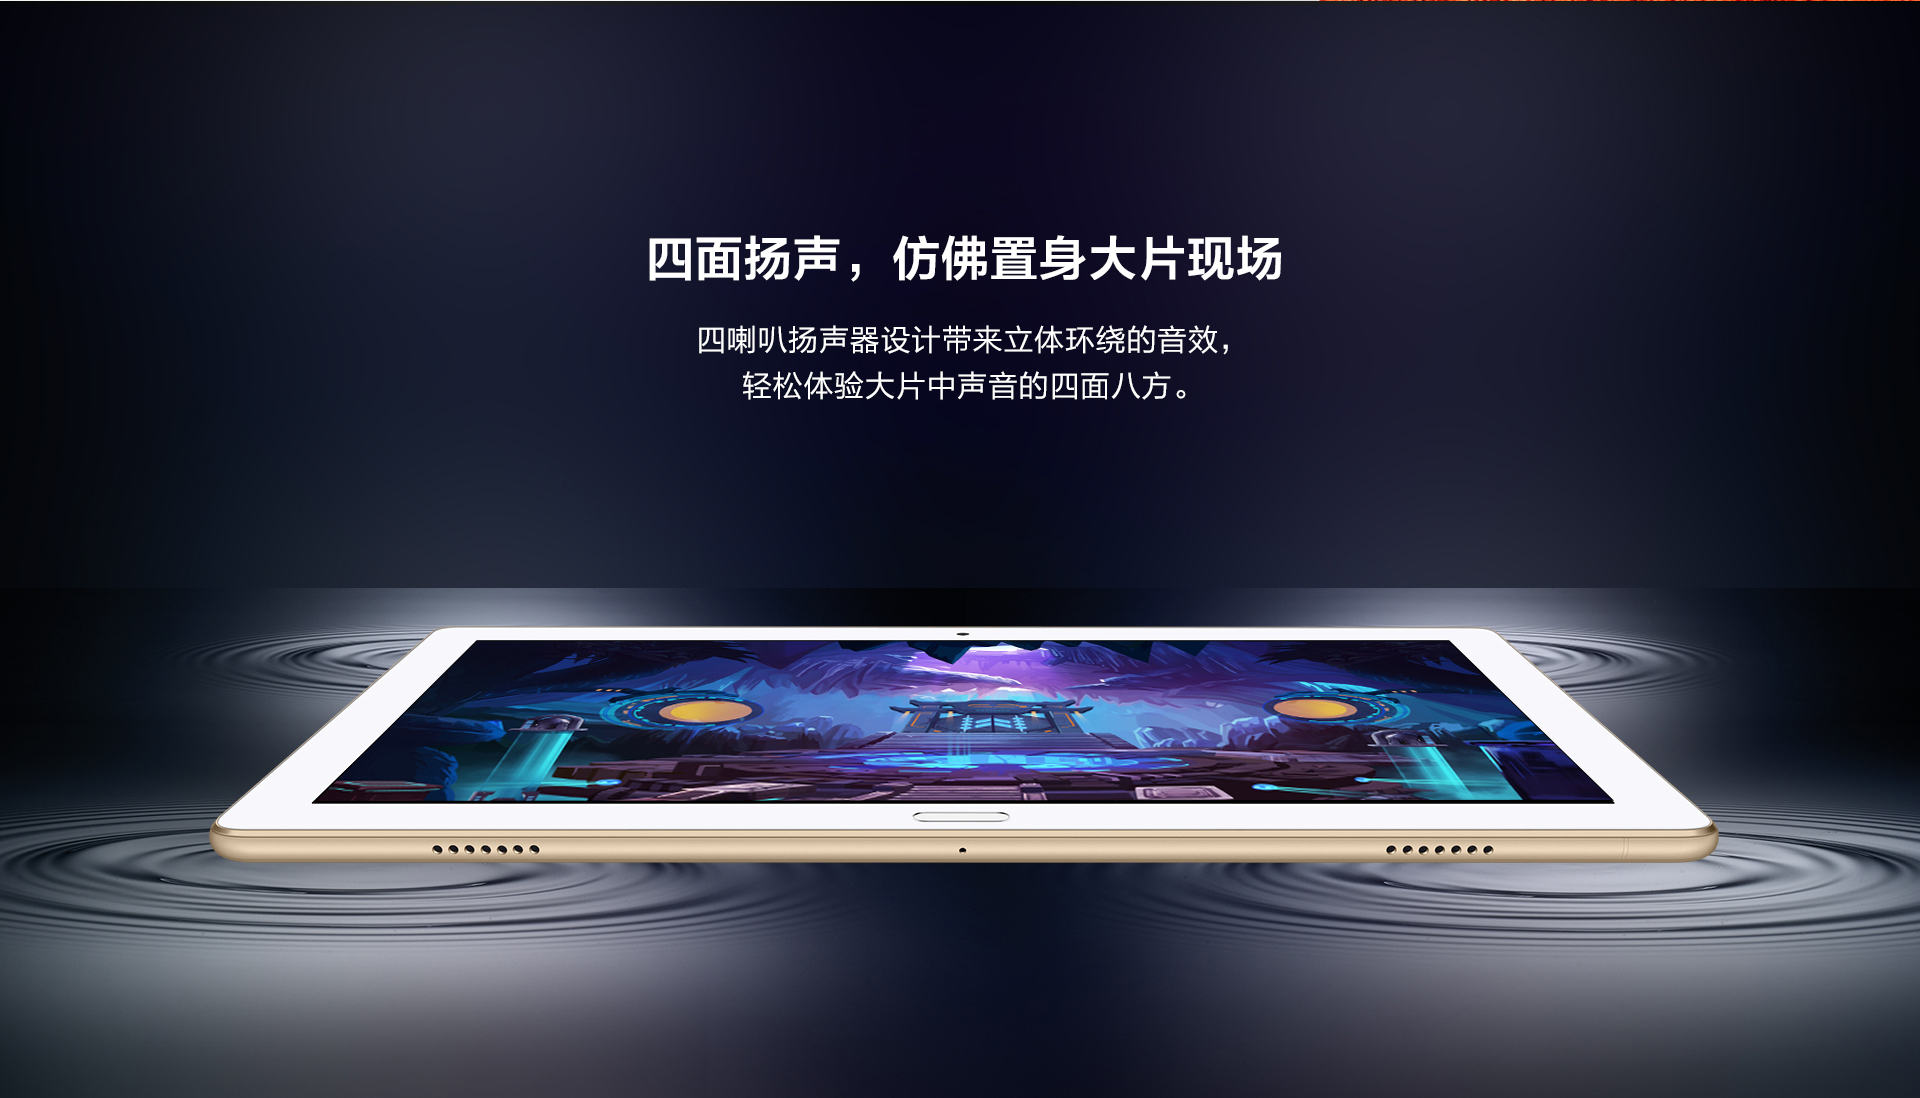 四面扬声，仿佛置身大片现场
四喇叭扬声器设计带来立体环绕的音效，
轻松体验大片中声音的四面八方。